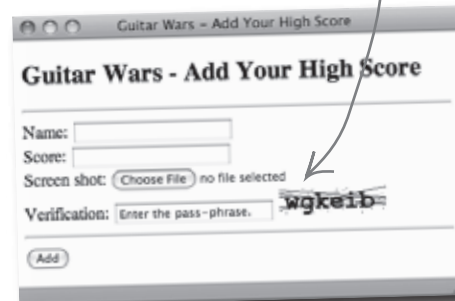 Guitar Wars - Add Your High Score
Guitar Wars - Add Your High Score
Name:
Score:
Screen shot: Choose File no file selected
Verification: Enter the pass-phrase. wgkeib
Add